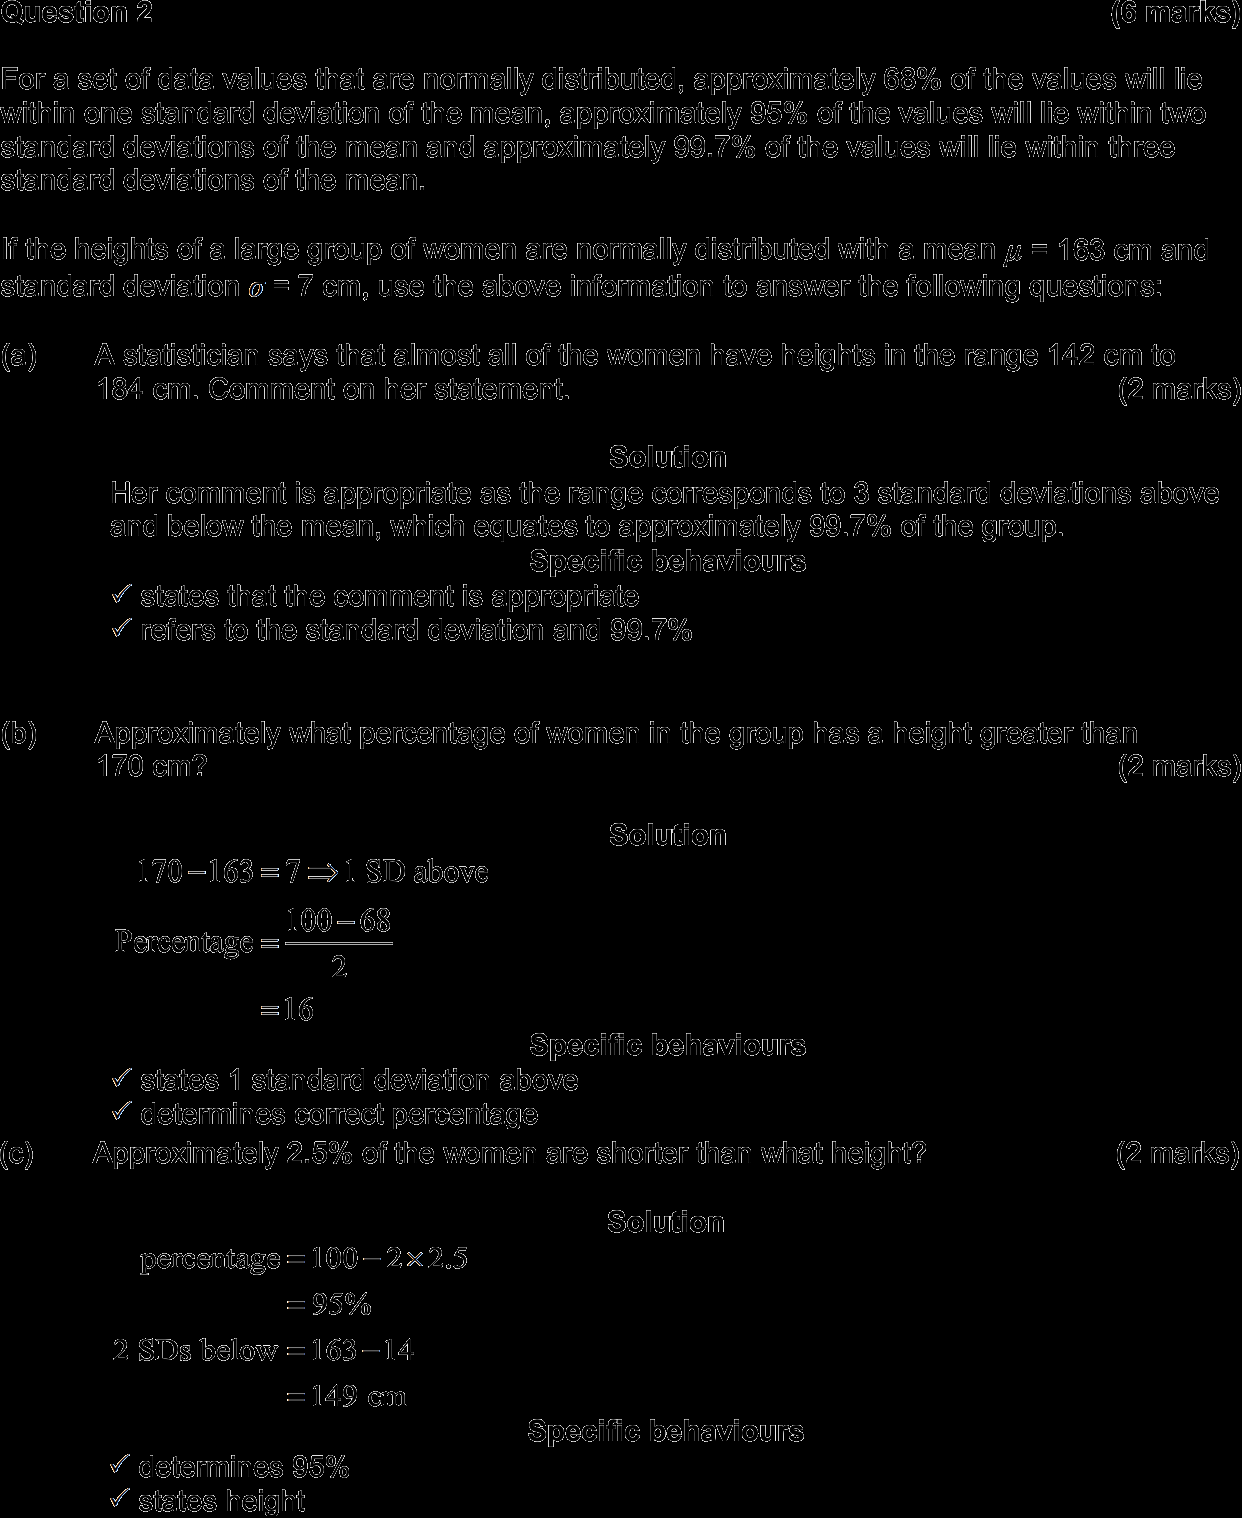 Question 2 (6 marks)
For a set of data values that are normally distributed, approximately 68% of the values will lie
within one standard deviation of the mean, approximately 95% of the values will lie within two
standard deviations of the mean and approximately 99.7% of the values will lie within three
standard deviations of the mean.
If the heights of a large group of women are normally distributed with a mean μ = 163 cm and
standard deviation σ = 7 cm, use the above information to answer the following questions:
(a) A statistician says that almost all of the women have heights in the range 142 cm to
184 cm. Comment on her statement. (2 marks)
Solution
Her comment is appropriate as the range corresponds to 3 standard deviations above
and below the mean, which equates to approximately 99.7% of the group.
Specific behaviours
✓ states that the comment is appropriate
✓ refers to the standard deviation and 99.7%
(b) Approximately what percentage of women in the group has a height greater than
170 cm? (2 marks)
Solution
170 − 163 = 7 ⇒ 1 SD above
Percentage = (100 − 68)/2
= 16
Specific behaviours
✓ states 1 standard deviation above
✓ determines correct percentage
(c) Approximately 2.5% of the women are shorter than what height? (2 marks)
Solution
percentage = 100 − 2 × 2.5
= 95%
2 SDs below = 163 − 14
= 149 cm
Specific behaviours
✓ determines 95%
✓ states height